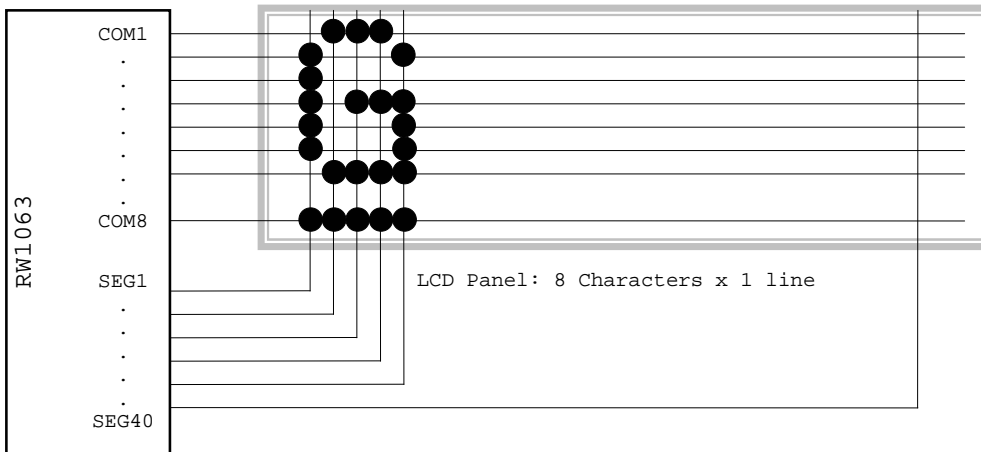 COM1
.
.
.
.
.
.
.
COM8
RW1063
SEG1
.
.
.
.
.
SEG40
LCD Panel: 8 Characters x 1 line